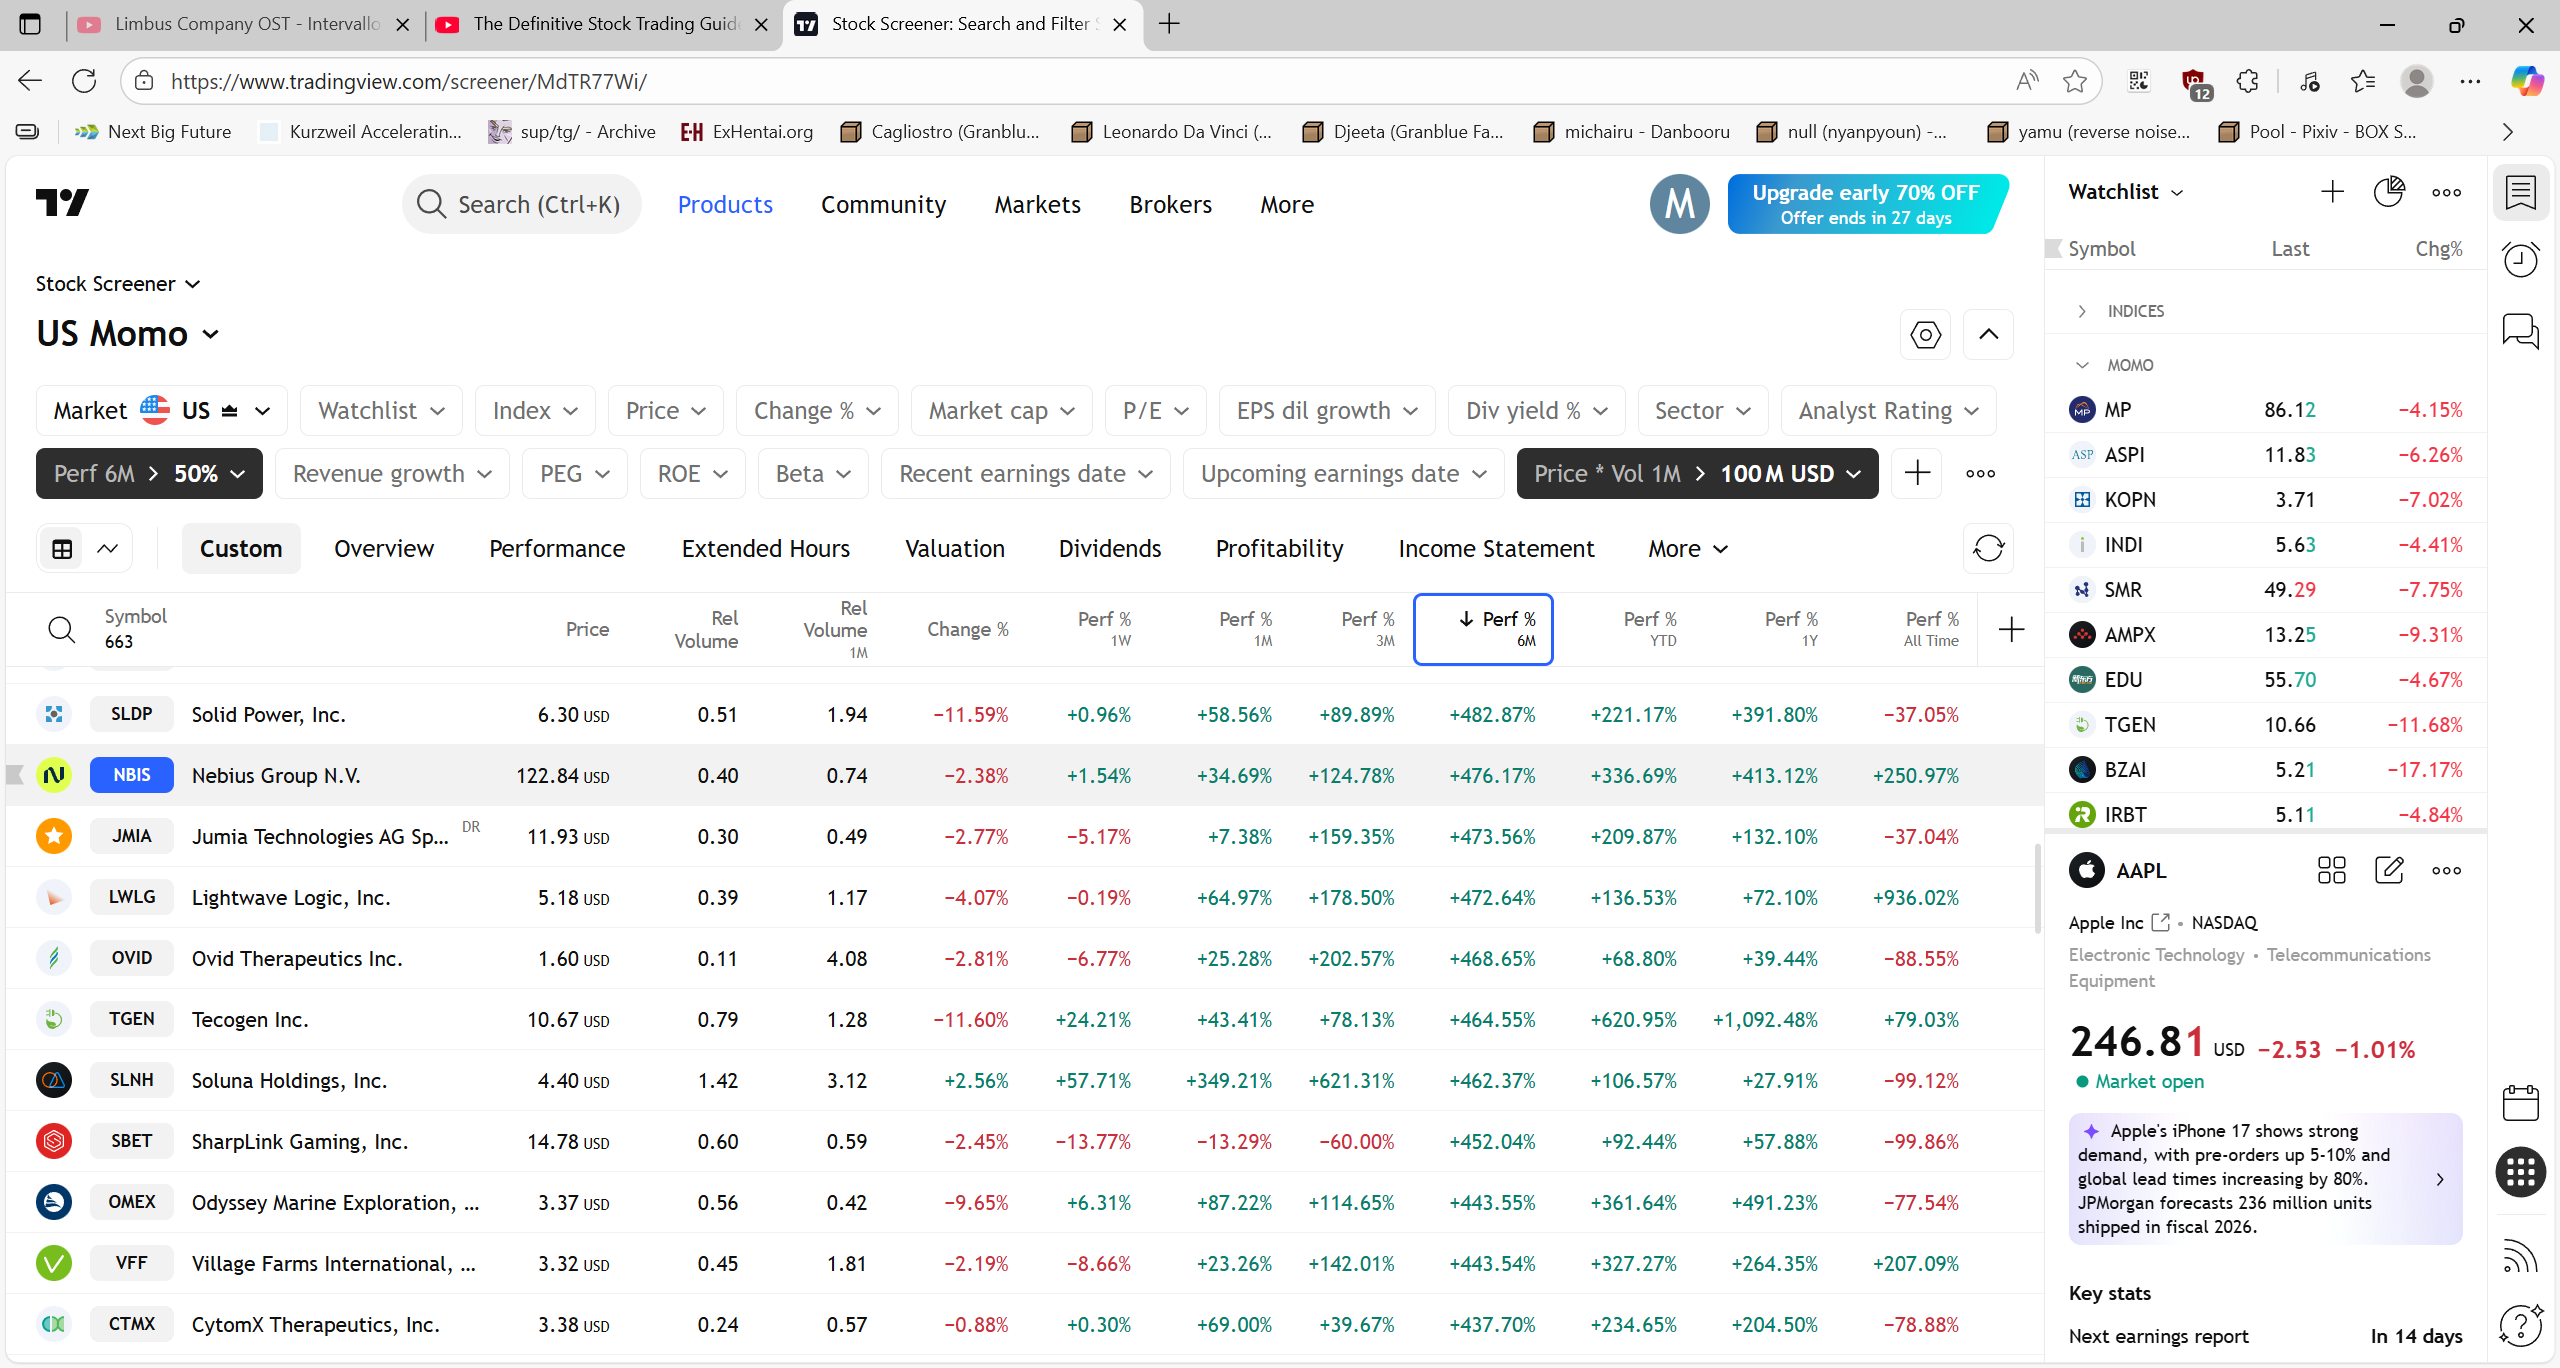 Limbus Company OST - Intervallo
The Definitive Stock Trading Guide
Stock Screener: Search and Filter S
https://www.tradingview.com/screener/MdTR77Wi/
12
Next Big Future
Kurzweil Acceleratin...
sup/tg/ - Archive
E-H ExHentai.org
Cagliostro (Granblu...
Leonardo Da Vinci (...
Djeeta (Granblue Fa...
michairu - Danbooru
null (nyanpyoun) -...
yamu (reverse noise...
Pool - Pixiv - BOX S...
Search (Ctrl+K)
Products
Community
Markets
Brokers
More
M
Upgrade early 70% OFF
Offer ends in 27 days
Stock Screener
US Momo
Market US
Watchlist
Index
Price
Change %
Market cap
P/E
EPS dil growth
Div yield %
Sector
Analyst Rating
Perf 6M > 50%
Revenue growth
PEG
ROE
Beta
Recent earnings date
Upcoming earnings date
Price * Vol 1M > 100 M USD
Custom
Overview
Performance
Extended Hours
Valuation
Dividends
Profitability
Income Statement
More
Symbol 663 Price Rel Volume Rel Volume 1M Change % Perf % 1W Perf % 1M Perf % 3M Perf % 6M Perf % YTD Perf % 1Y Perf % All Time
SLDP Solid Power, Inc. 6.30 USD 0.51 1.94 −11.59% +0.96% +58.56% +89.89% +482.87% +221.17% +391.80% −37.05%
NBIS Nebius Group N.V. 122.84 USD 0.40 0.74 −2.38% +1.54% +34.69% +124.78% +476.17% +336.69% +413.12% +250.97%
JMIA Jumia Technologies AG Sp... DR 11.93 USD 0.30 0.49 −2.77% −5.17% +7.38% +159.35% +473.56% +209.87% +132.10% −37.04%
LWLG Lightwave Logic, Inc. 5.18 USD 0.39 1.17 −4.07% −0.19% +64.97% +178.50% +472.64% +136.53% +72.10% +936.02%
OVID Ovid Therapeutics Inc. 1.60 USD 0.11 4.08 −2.81% −6.77% +25.28% +202.57% +468.65% +68.80% +39.44% −88.55%
TGEN Tecogen Inc. 10.67 USD 0.79 1.28 −11.60% +24.21% +43.41% +78.13% +464.55% +620.95% +1,092.48% +79.03%
SLNH Soluna Holdings, Inc. 4.40 USD 1.42 3.12 +2.56% +57.71% +349.21% +621.31% +462.37% +106.57% +27.91% −99.12%
SBET SharpLink Gaming, Inc. 14.78 USD 0.60 0.59 −2.45% −13.77% −13.29% −60.00% +452.04% +92.44% +57.88% −99.86%
OMEX Odyssey Marine Exploration, ... 3.37 USD 0.56 0.42 −9.65% +6.31% +87.22% +114.65% +443.55% +361.64% +491.23% −77.54%
VFF Village Farms International, ... 3.32 USD 0.45 1.81 −2.19% −8.66% +23.26% +142.01% +443.54% +327.27% +264.35% +207.09%
CTMX CytomX Therapeutics, Inc. 3.38 USD 0.24 0.57 −0.88% +0.30% +69.00% +39.67% +437.70% +234.65% +204.50% −78.88%
Watchlist
Symbol Last Chg%
INDICES
MOMO
MP 86.12 −4.15%
ASPI 11.83 −6.26%
KOPN 3.71 −7.02%
INDI 5.63 −4.41%
SMR 49.29 −7.75%
AMPX 13.25 −9.31%
EDU 55.70 −4.67%
TGEN 10.66 −11.68%
BZAI 5.21 −17.17%
IRBT 5.11 −4.84%
AAPL
Apple Inc • NASDAQ
Electronic Technology • Telecommunications
Equipment
246.81 USD −2.53 −1.01%
Market open
Apple's iPhone 17 shows strong
demand, with pre-orders up 5-10% and
global lead times increasing by 80%.
JPMorgan forecasts 236 million units
shipped in fiscal 2026.
Key stats
Next earnings report In 14 days